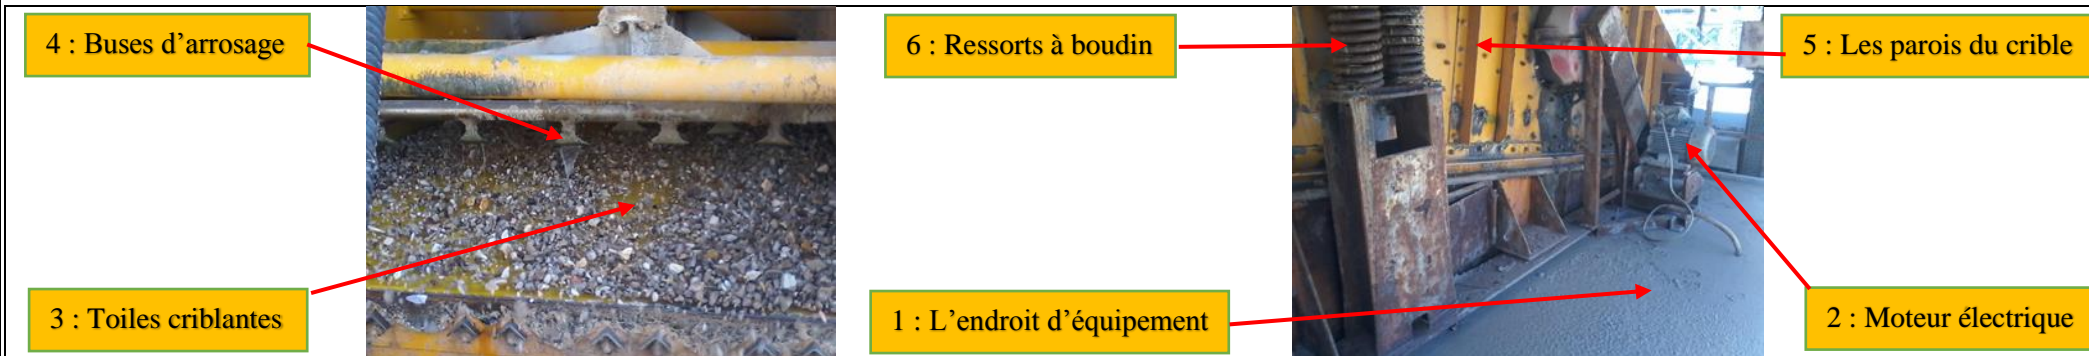 4 : Buses d’arrosage
6 : Ressorts à boudin
5 : Les parois du crible
3 : Toiles criblantes
1 : L’endroit d’équipement
2 : Moteur électrique